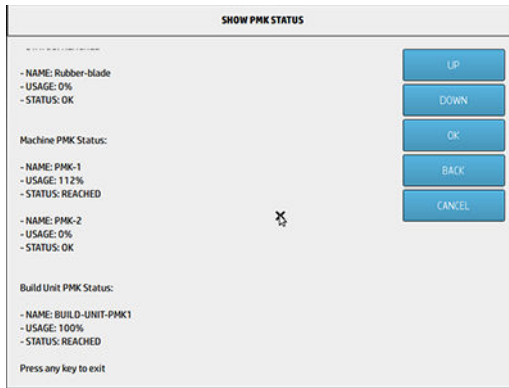 SHOW PMK STATUS
- NAME: Rubber-blade
- USAGE: 0%
- STATUS: OK
Machine PMK Status:
- NAME: PMK-1
- USAGE: 112%
- STATUS: REACHED
- NAME: PMK-2
- USAGE: 0%
- STATUS: OK
Build Unit PMK Status:
- NAME: BUILD-UNIT-PMK1
- USAGE: 100%
- STATUS: REACHED
Press any key to exit
UP
DOWN
OK
BACK
CANCEL